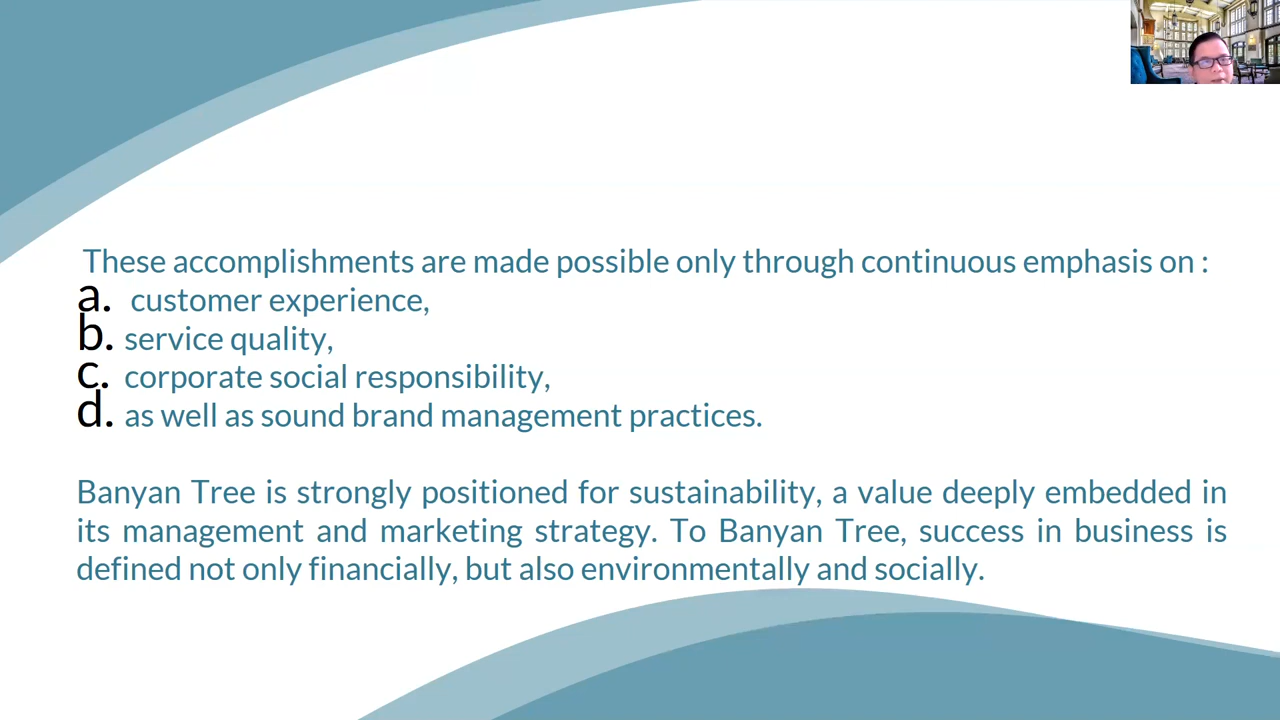 These accomplishments are made possible only through continuous emphasis on :
a. customer experience,
b. service quality,
c. corporate social responsibility,
d. as well as sound brand management practices.
Banyan Tree is strongly positioned for sustainability, a value deeply embedded in
its management and marketing strategy. To Banyan Tree, success in business is
defined not only financially, but also environmentally and socially.